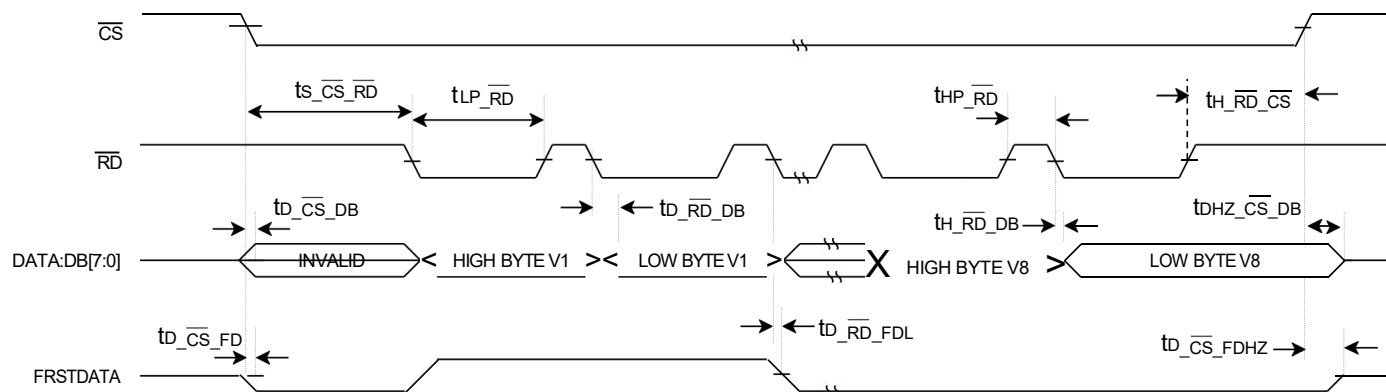 CS
tS_CS_RD
tLP_RD
tHP_RD
tH_RD_CS
RD
tD_CS_DB
tD_RD_DB
tH_RD_DB
tDHZ_CS_DB
DATA:DB[7:0]
INVALID
HIGH BYTE V1
LOW BYTE V1
HIGH BYTE V8
LOW BYTE V8
tD_CS_FD
tD_RD_FDL
tD_CS_FDHZ
FRSTDATA